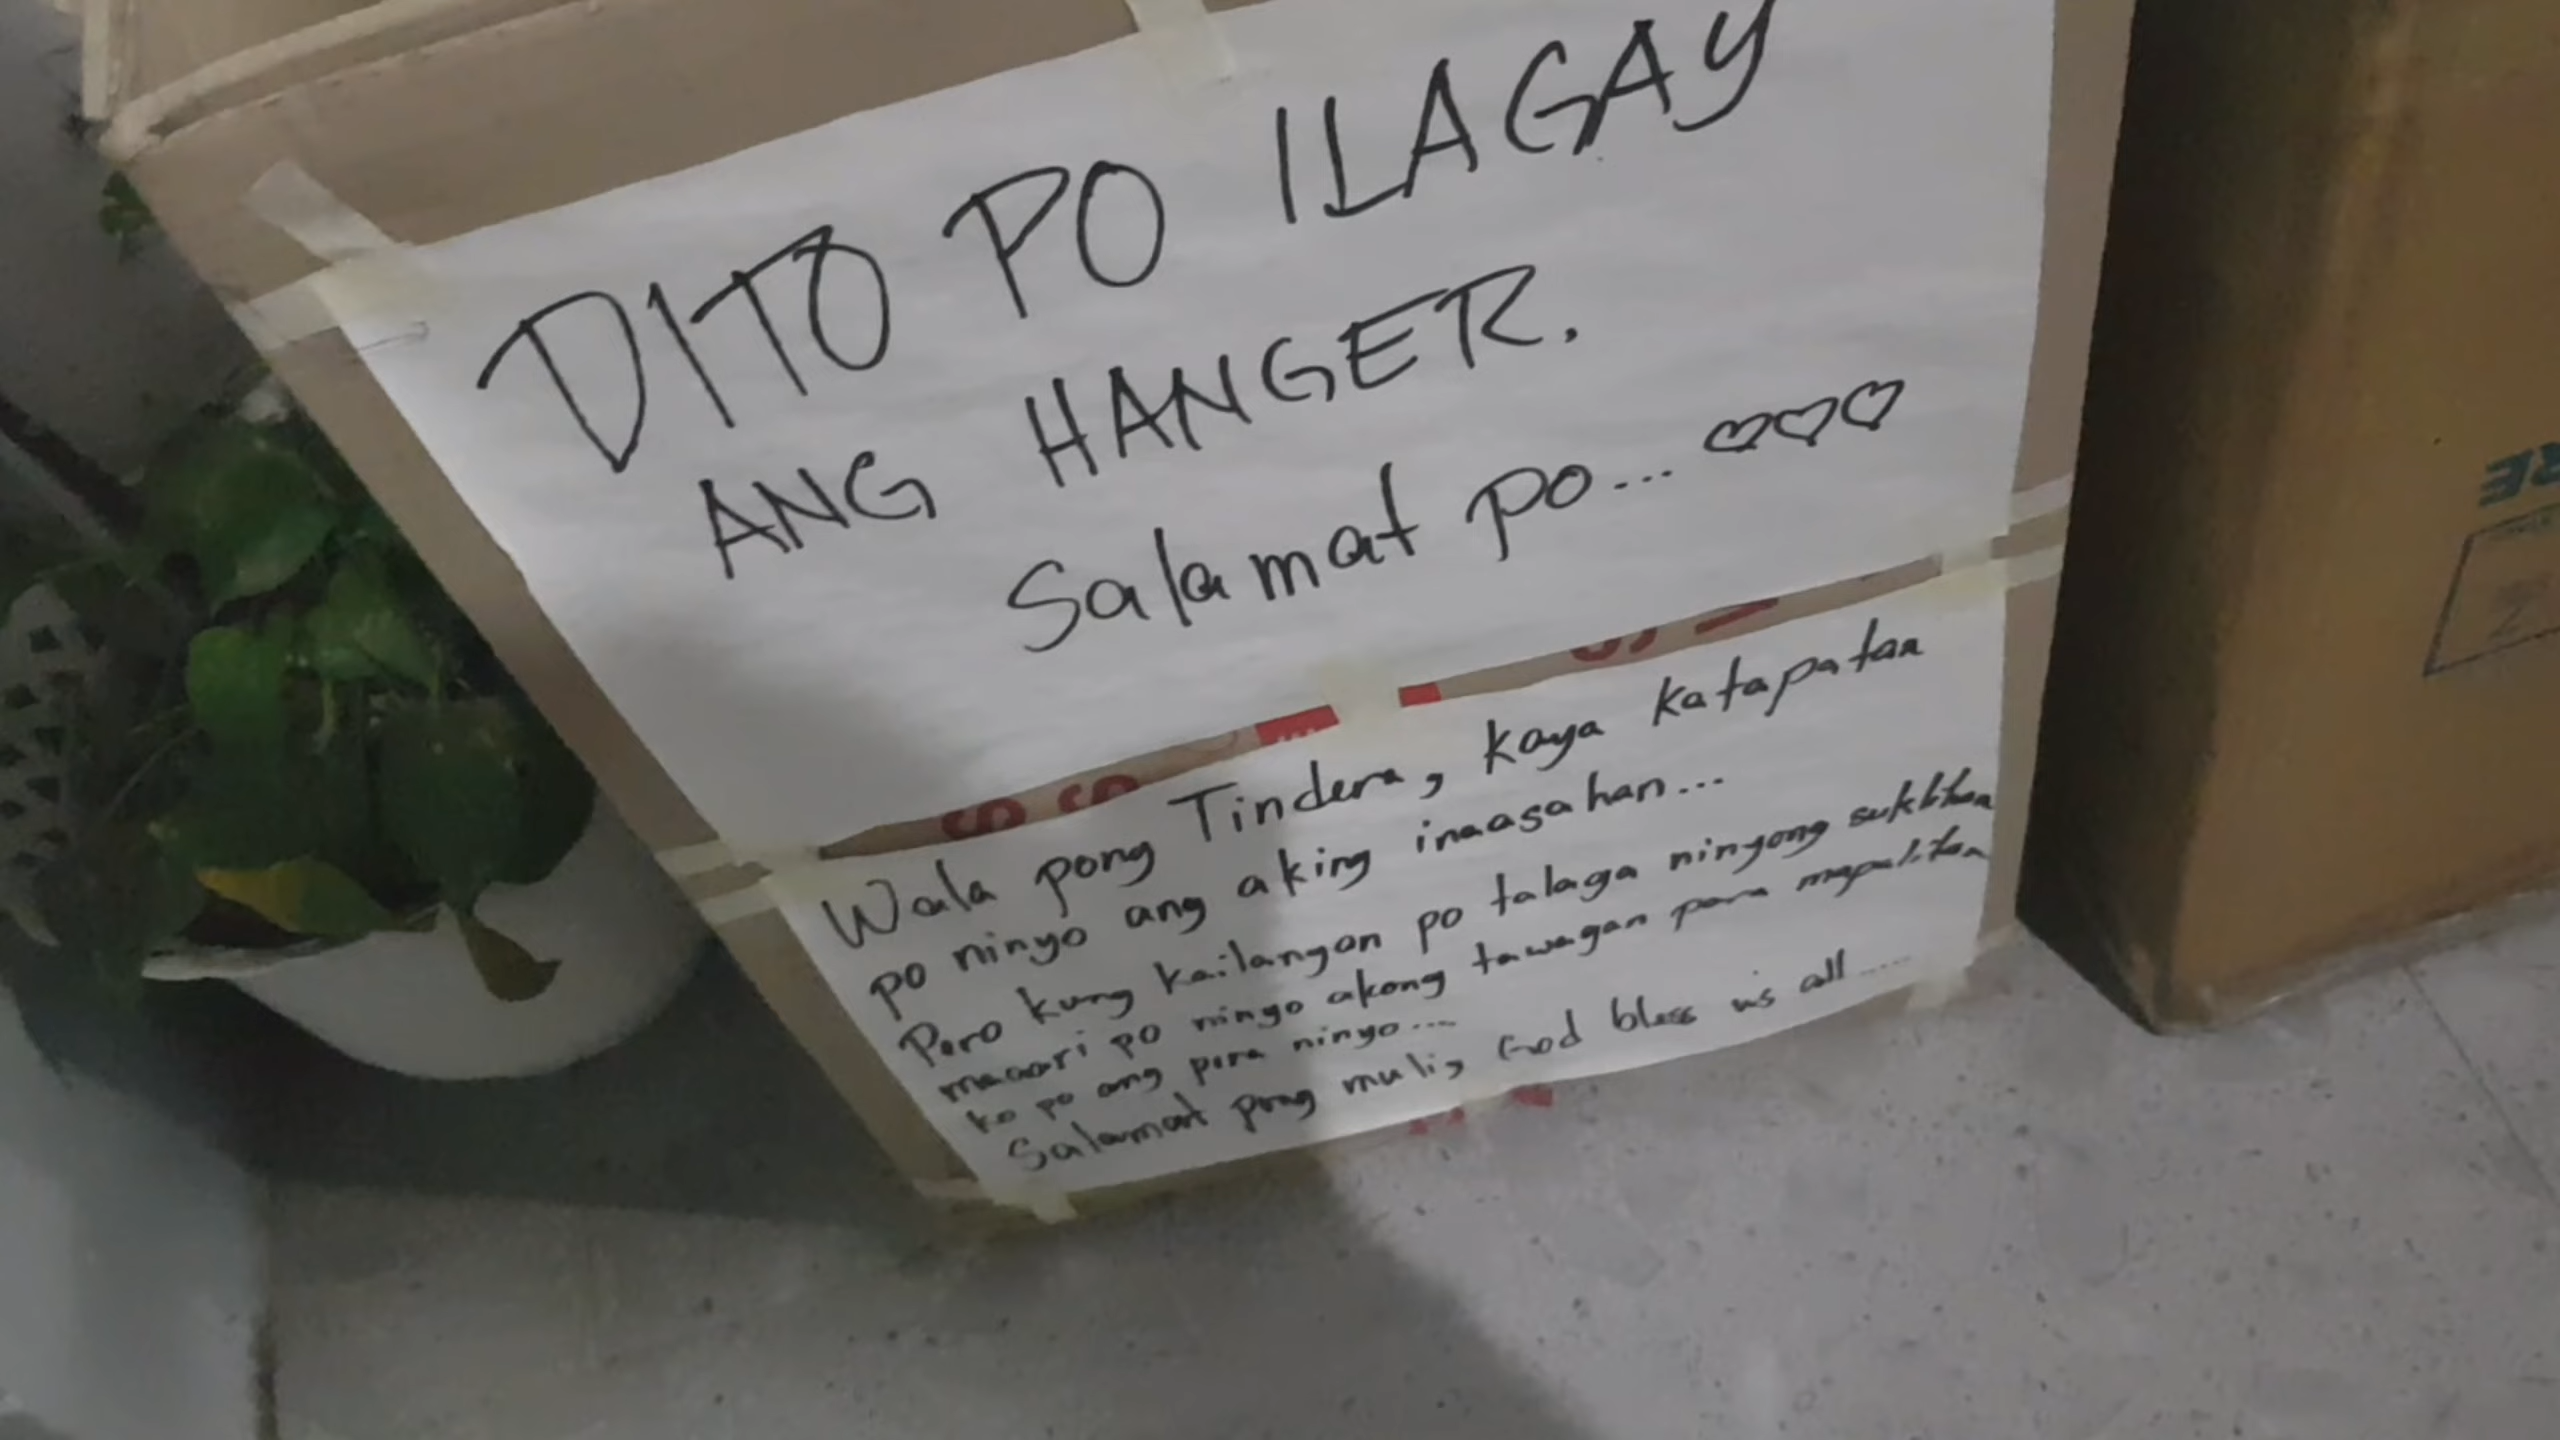 DITO PO ILAGAY
ANG HANGER.
Salamat po... ♡♡♡
Wala pong Tindera, kaya katapatan
po ninyo ang aking inaasahan...
Pero kung kailangan po talaga ninyong suklian
maaari po ninyo akong tawagan para mapalitan
ko po ang pera ninyo...
Salamat pong muli, God bless us all.....
RE